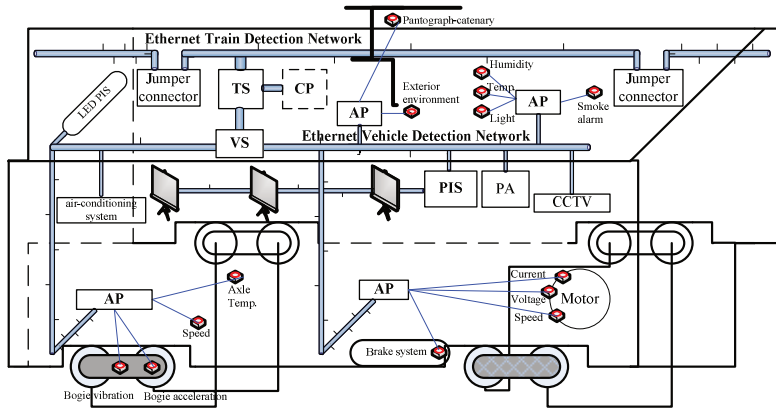 Pantograph-catenary
Ethernet Train Detection Network
Jumper
connector
TS
CP
AP
Exterior
environment
Humidity
Temp.
Light
AP
Smoke
alarm
Jumper
connector
LED PIS
VS
Ethernet Vehicle Detection Network
air-conditioning
system
PIS
PA
CCTV
AP
Axle
Temp.
Speed
Bogie vibration
Bogie acceleration
AP
Current
Voltage
Speed
Motor
Brake system